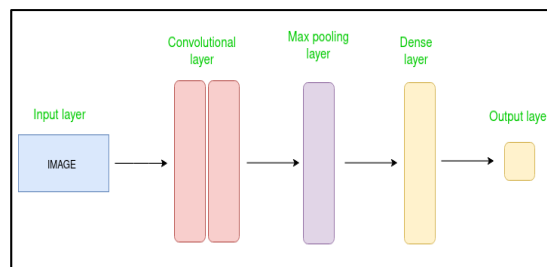 Input layer
IMAGE
Convolutional
layer
Max pooling
layer
Dense
layer
Output laye